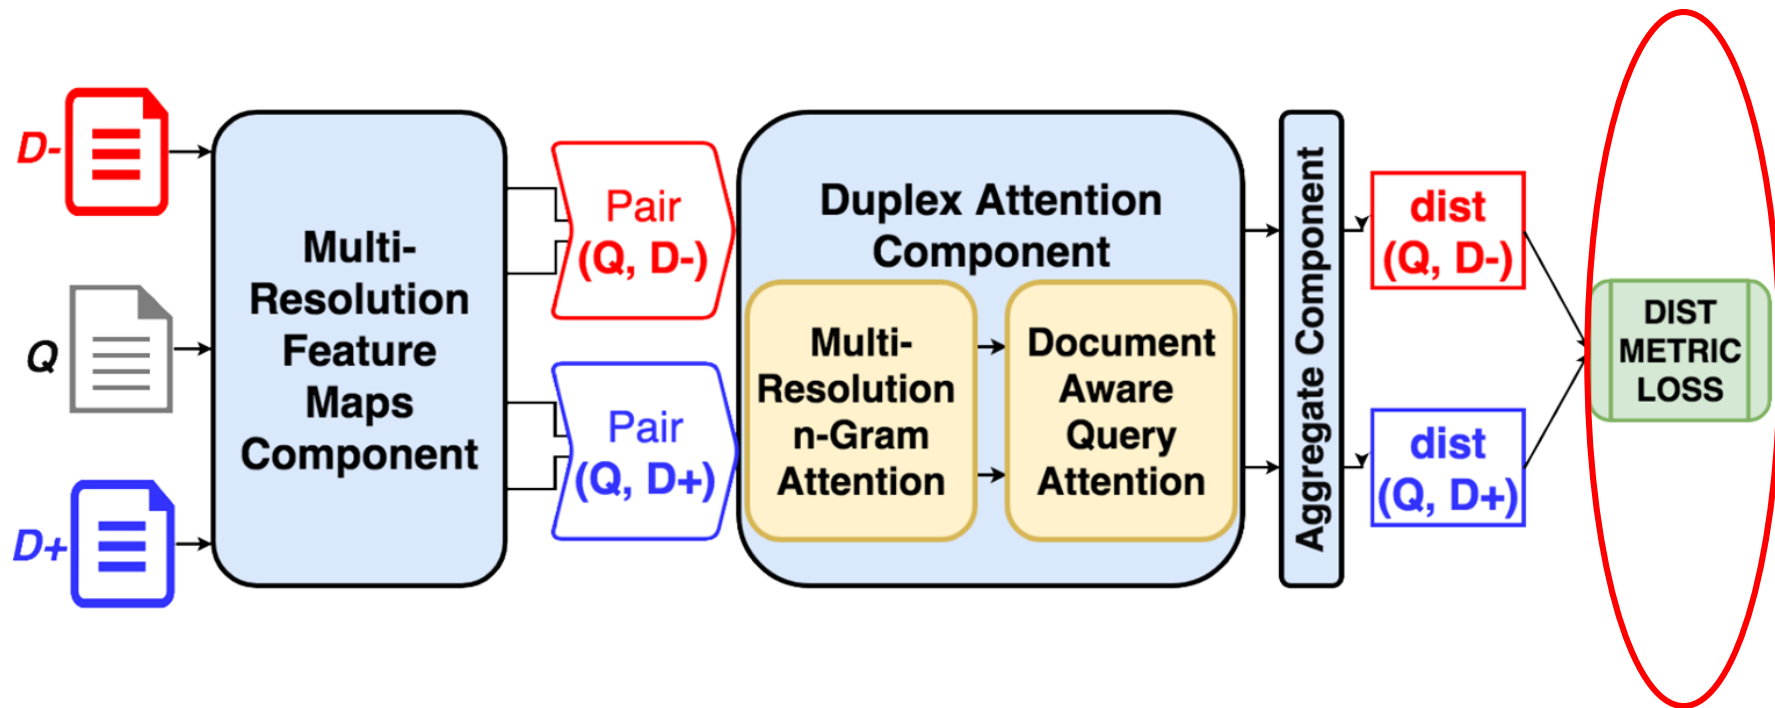 D-
Q
D+
Multi-
Resolution
Feature
Maps
Component
Pair
(Q, D-)
Pair
(Q, D+)
Duplex Attention
Component
Multi-
Resolution
n-Gram
Attention
Document
Aware
Query
Attention
Aggregate Component
dist
(Q, D-)
dist
(Q, D+)
DIST
METRIC
LOSS